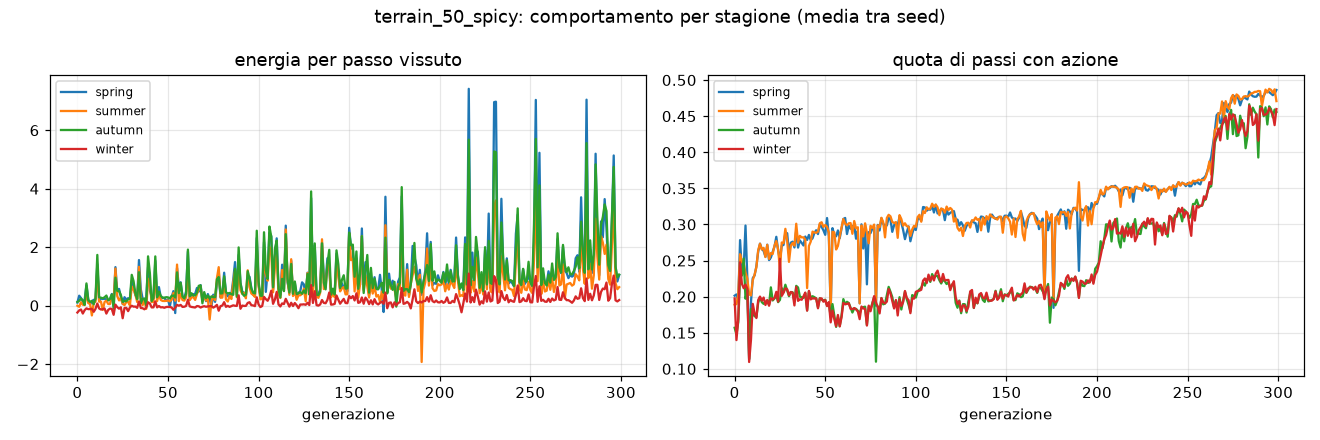 terrain_50_spicy: comportamento per stagione (media tra seed)
energia per passo vissuto
spring
summer
autumn
winter
6
4
2
0
−2
0
50
100
150
200
250
300
generazione
quota di passi con azione
spring
summer
autumn
winter
0.50
0.45
0.40
0.35
0.30
0.25
0.20
0.15
0.10
0
50
100
150
200
250
300
generazione